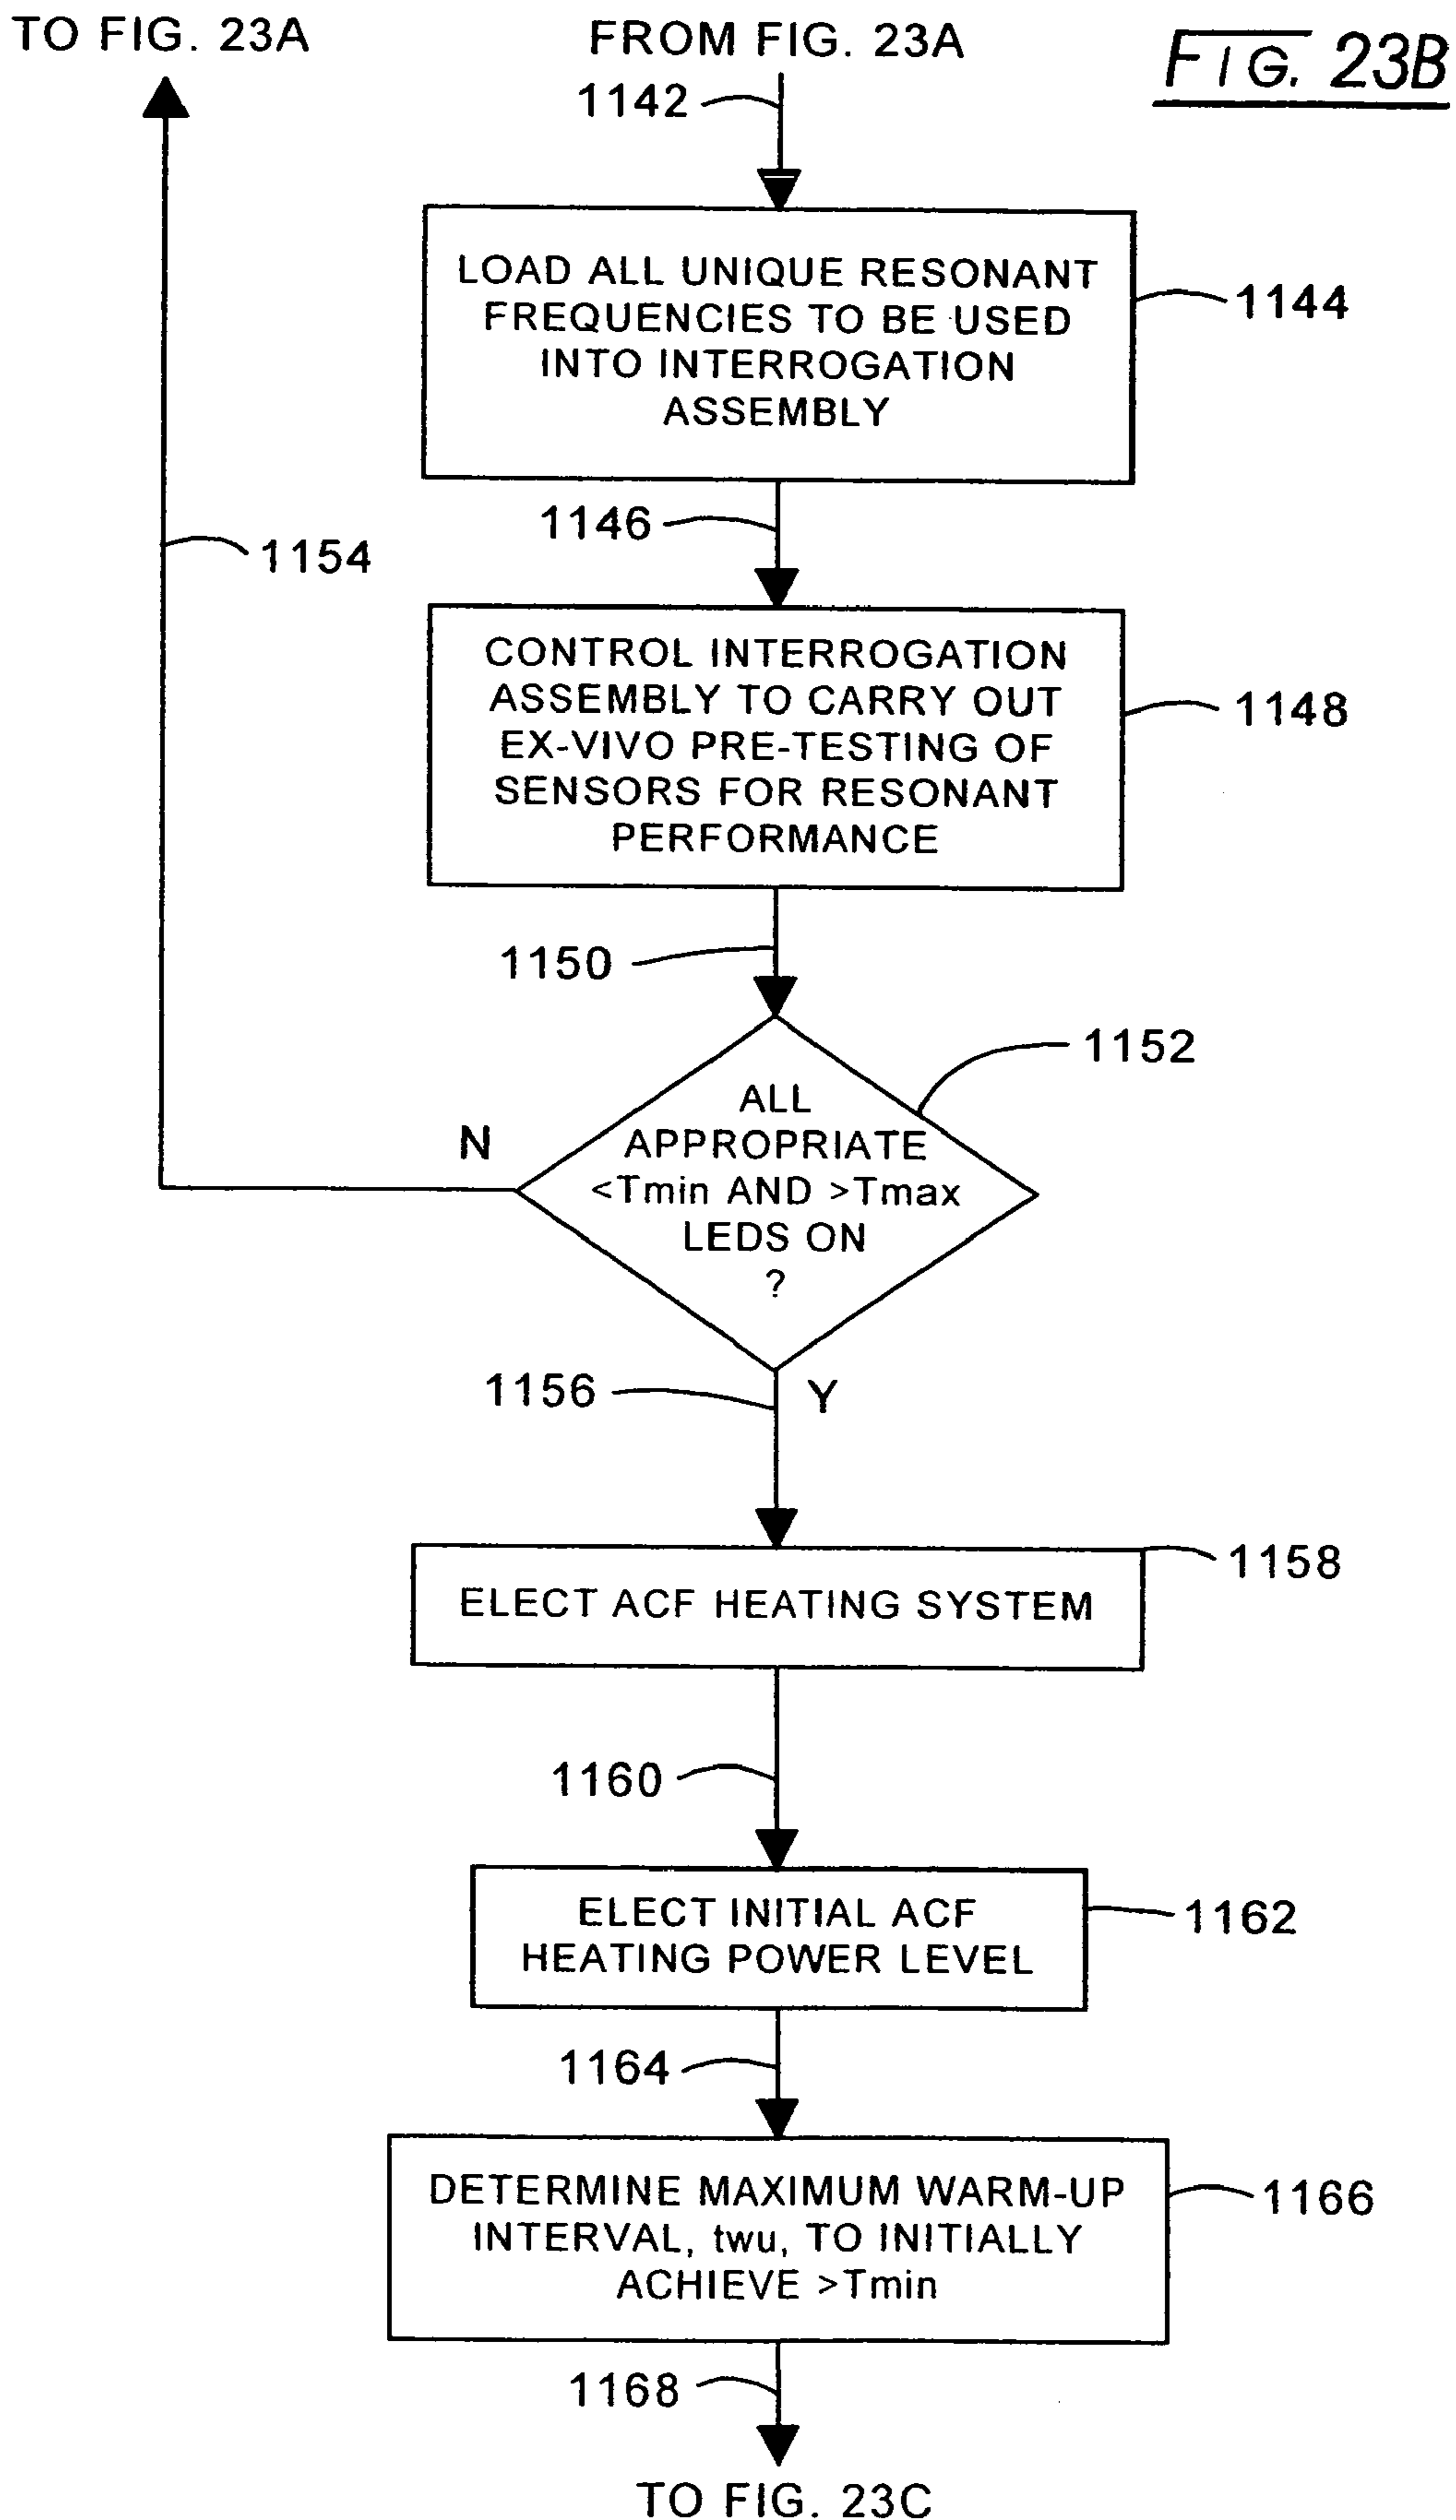 TO FIG. 23A
FROM FIG. 23A
FIG. 23B
1142
LOAD ALL UNIQUE RESONANT
FREQUENCIES TO BE USED
INTO INTERROGATION
ASSEMBLY
1144
1146
1154
CONTROL INTERROGATION
ASSEMBLY TO CARRY OUT
EX-VIVO PRE-TESTING OF
SENSORS FOR RESONANT
PERFORMANCE
1148
1150
1152
ALL
APPROPRIATE
<Tmin AND >Tmax
LEDS ON
?
N
1156
Y
1158
ELECT ACF HEATING SYSTEM
1160
ELECT INITIAL ACF
HEATING POWER LEVEL
1162
1164
DETERMINE MAXIMUM WARM-UP
INTERVAL, twu, TO INITIALLY
ACHIEVE >Tmin
1166
1168
TO FIG. 23C